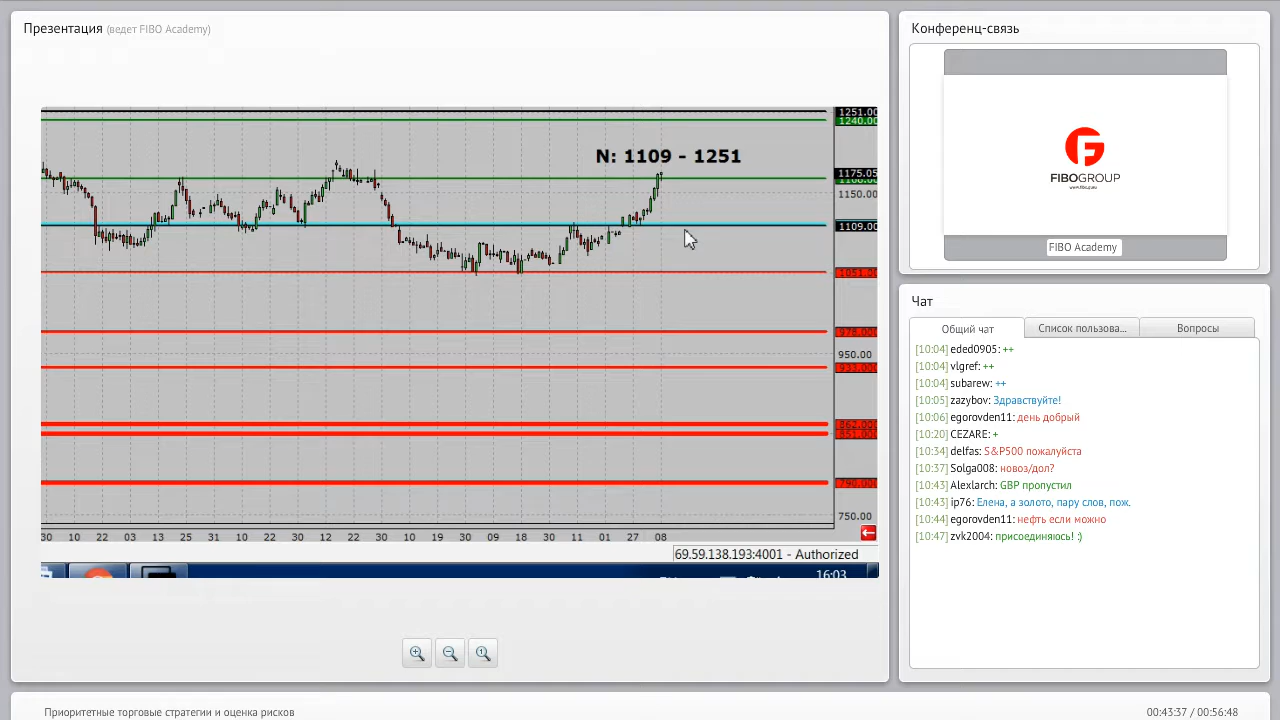 Презентация (ведет FIBO Academy)
1251.00
1240.00
N: 1109 - 1251
1175.05
1150.00
1109.00
1051.00
978.00
950.00
933.00
862.00
851.00
790.00
750.00
30 10 22 03 13 25 31 10 22 30 12 22 30 10 19 30 09 18 30 11 01 27 08
69.59.138.193:4001 - Authorized
16:03
Конференц-связь
FIBOGROUP
FIBO Academy
Чат
Общий чат
Список пользова...
Вопросы
[10:04] eded0905: ++
[10:04] vlgref: ++
[10:04] subarew: ++
[10:05] zazybov: Здравствуйте!
[10:06] egorovden11: день добрый
[10:20] CEZARE: +
[10:34] delfas: S&P500 пожалуйста
[10:37] Solga008: новоз/дол?
[10:43] Alexlarch: GBP пропустил
[10:43] ip76: Елена, а золото, пару слов, пож.
[10:44] egorovden11: нефть если можно
[10:47] zvk2004: присоединяюсь! :)
Приоритетные торговые стратегии и оценка рисков
00:43:37 / 00:56:48